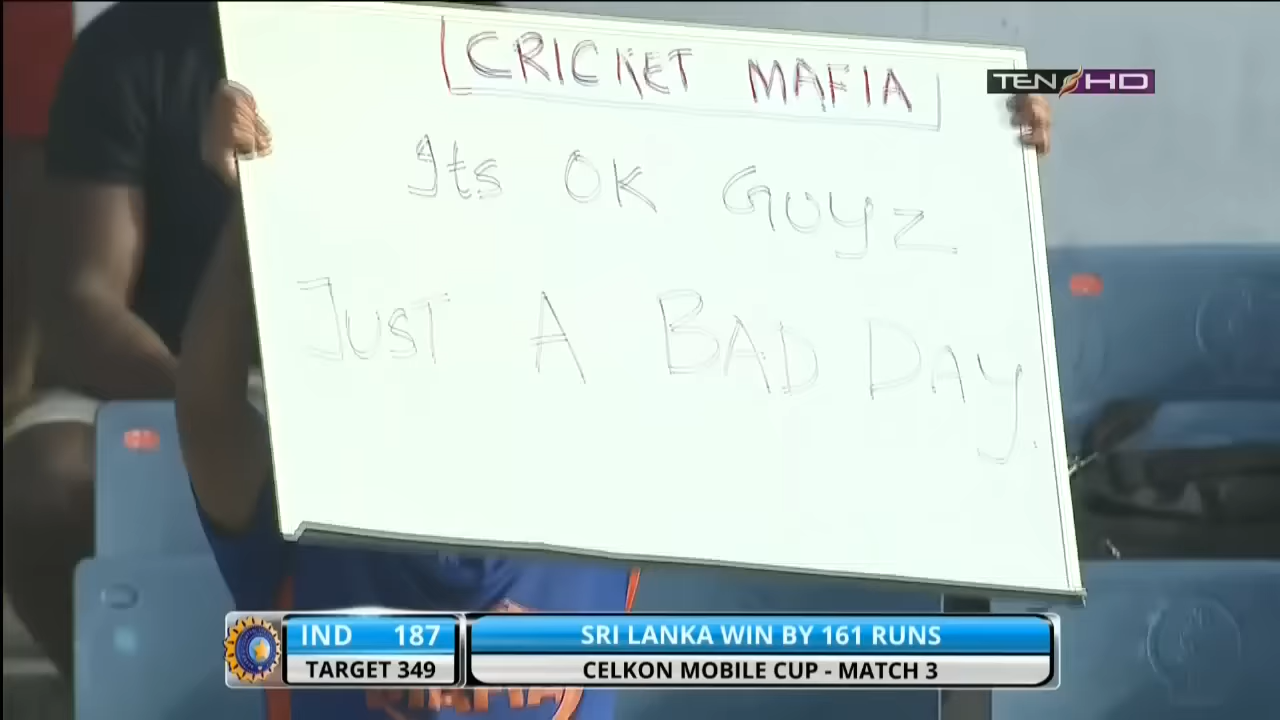 CRICKET MAFIA
TEN HD
Its OK GUYZ
JUST A BAD DAY.
IND 187
SRI LANKA WIN BY 161 RUNS
TARGET 349
CELKON MOBILE CUP - MATCH 3
MAFIA